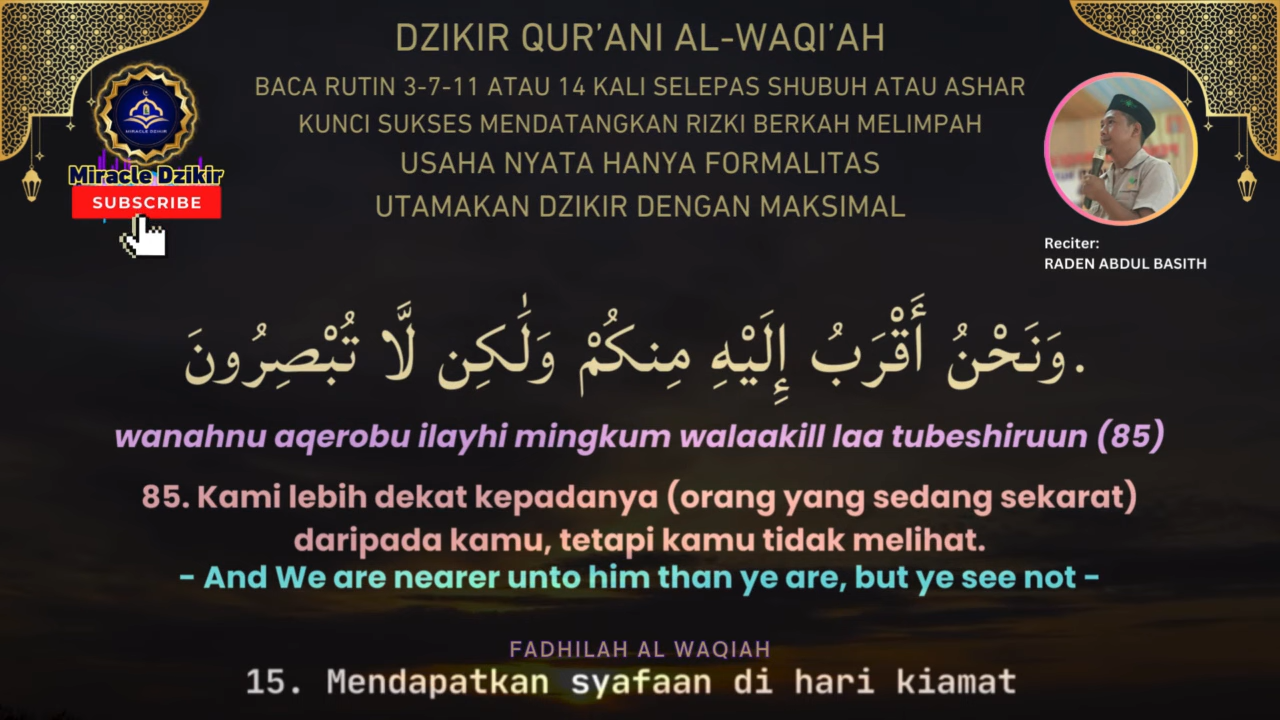 DZIKIR QUR'ANI AL-WAQI'AH
BACA RUTIN 3-7-11 ATAU 14 KALI SELEPAS SHUBUH ATAU ASHAR
KUNCI SUKSES MENDATANGKAN RIZKI BERKAH MELIMPAH
USAHA NYATA HANYA FORMALITAS
UTAMAKAN DZIKIR DENGAN MAKSIMAL
MIRACLE DZIKIR
Miracle Dzikir
SUBSCRIBE
Reciter:
RADEN ABDUL BASITH
وَنَحْنُ أَقْرَبُ إِلَيْهِ مِنكُمْ وَلَٰكِن لَّا تُبْصِرُونَ.
wanahnu aqerobu ilayhi mingkum walaakill laa tubeshiruun (85)
85. Kami lebih dekat kepadanya (orang yang sedang sekarat)
daripada kamu, tetapi kamu tidak melihat.
- And We are nearer unto him than ye are, but ye see not -
FADHILAH AL WAQIAH
15. Mendapatkan syafaan di hari kiamat